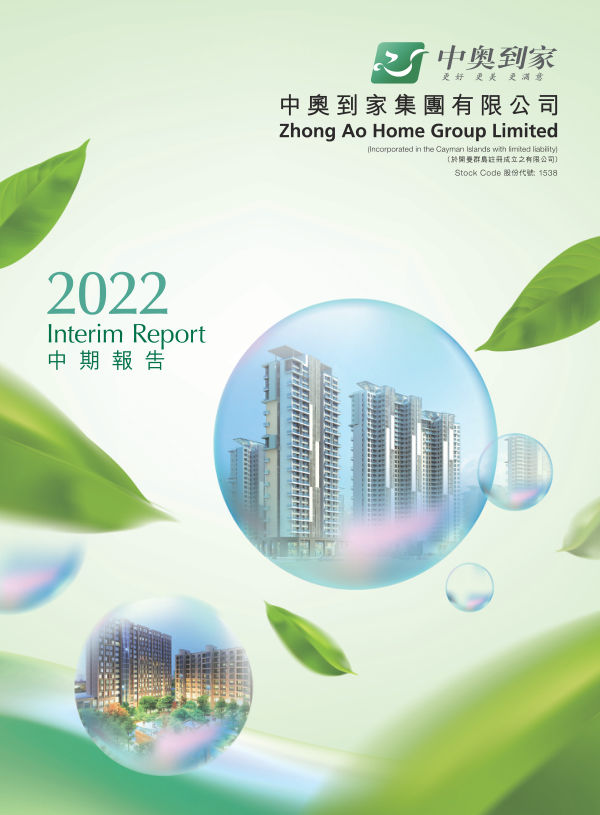 中奥到家
更好 更美 更滿意
中奧到家集團有限公司
Zhong Ao Home Group Limited
(Incorporated in the Cayman Islands with limited liability)
(於開曼群島註冊成立之有限公司)
Stock Code 股份代號: 1538
2022
Interim Report
中期報告